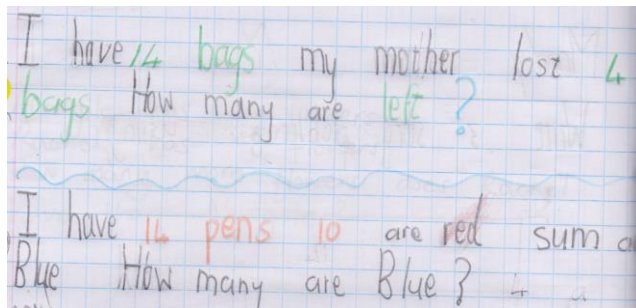 I have 14 bags my mother lost 4
bags How many are left?
I have 14 pens 10 are red sum a
Blue How many are Blue?